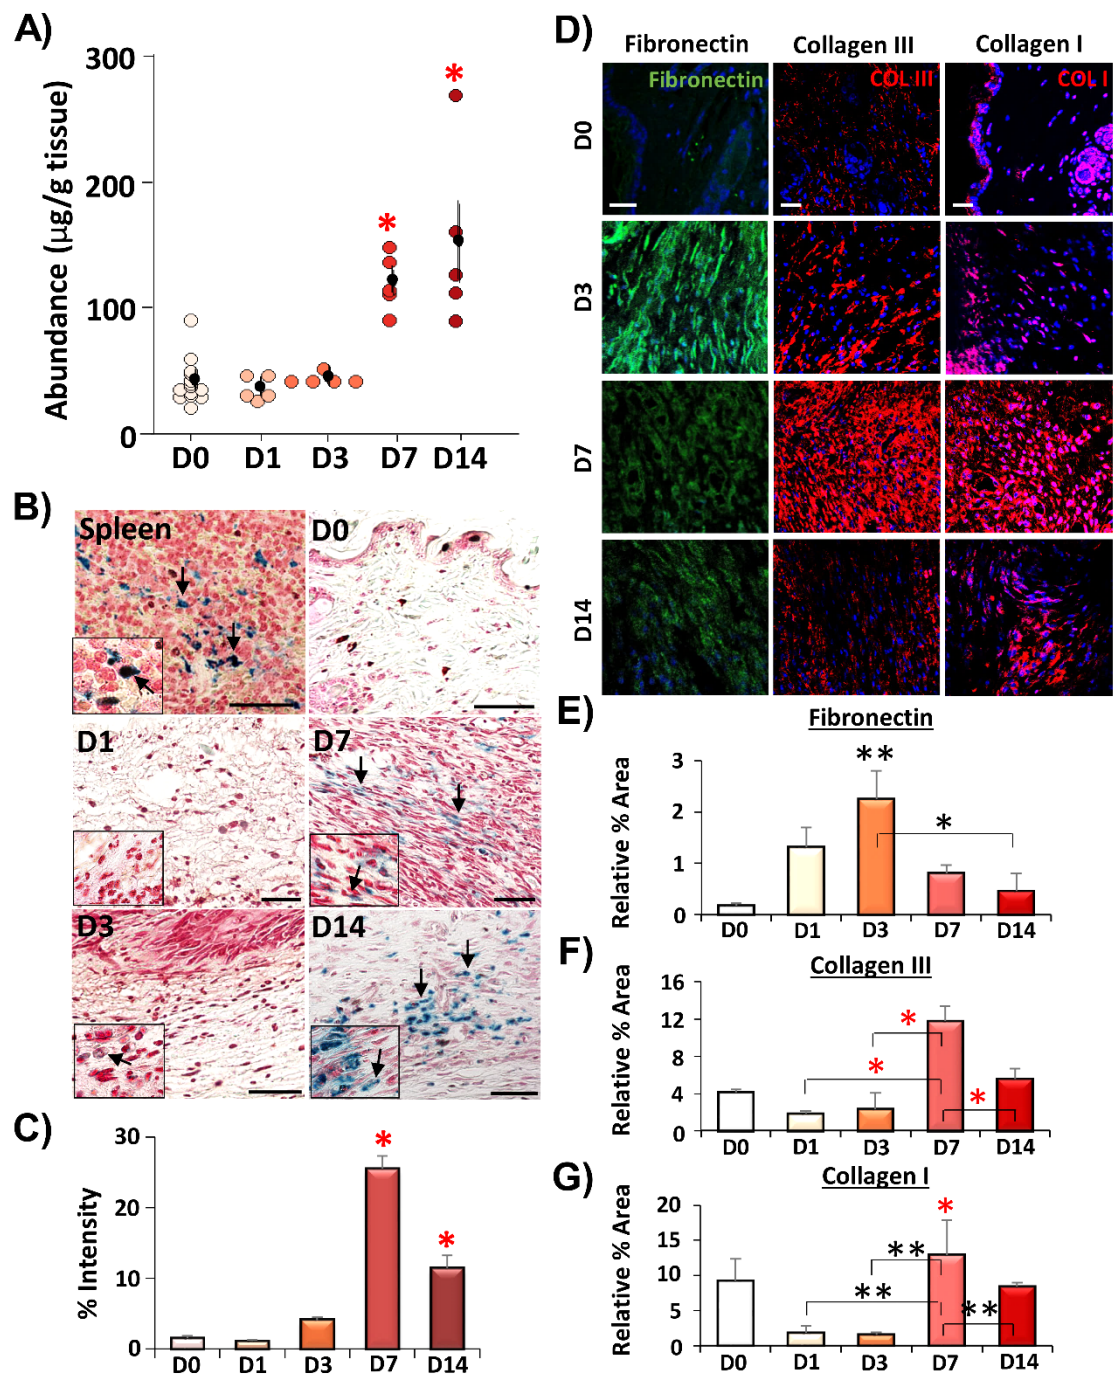 A)
Abundance (µg/g tissue)
300
200
100
0
*
*
D0 D1 D3 D7 D14
B)
Spleen
D0
D1
D7
D3
D14
C)
% Intensity
30
20
10
0
*
*
D0 D1 D3 D7 D14
D)
Fibronectin Collagen III Collagen I
Fibronectin COL III COL I
D0
D3
D7
D14
E)
Fibronectin
Relative % Area
3
2
1
0
**
*
D0 D1 D3 D7 D14
F)
Collagen III
Relative % Area
16
12
8
4
0
*
*
*
D0 D1 D3 D7 D14
G)
Collagen I
Relative % Area
20
15
10
5
0
*
**
**
**
D0 D1 D3 D7 D14